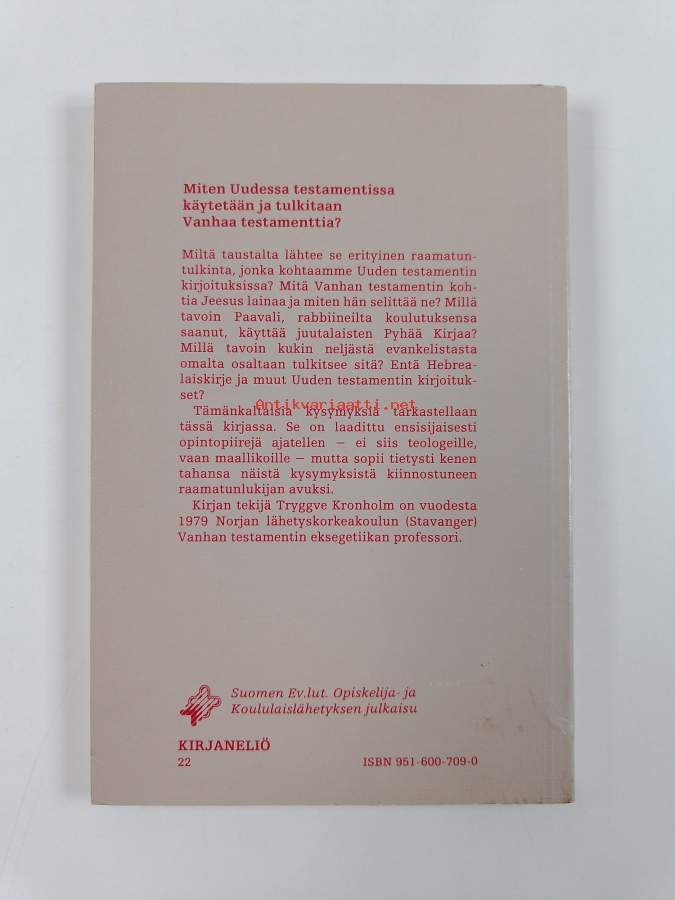 Miten Uudessa testamentissa
käytetään ja tulkitaan
Vanhaa testamenttia?
Miltä taustalta lähtee se erityinen raamatun-
tulkinta, jonka kohtaamme Uuden testamentin
kirjoituksissa? Mitä Vanhan testamentin koh-
tia Jeesus lainaa ja miten hän selittää ne? Millä
tavoin Paavali, rabbiineilta koulutuksensa
saanut, käyttää juutalaisten Pyhää Kirjaa?
Millä tavoin kukin neljästä evankelistasta
omalta osaltaan tulkitsee sitä? Entä Hebrea-
laiskirje ja muut Uuden testamentin kirjoituk-
set?
Antikvariaatti.net
Tämänkaltaisia kysymyksiä tarkastellaan
tässä kirjassa. Se on laadittu ensisijaisesti
opintopiirejä ajatellen — ei siis teologeille,
vaan maallikoille — mutta sopii tietysti kenen
tahansa näistä kysymyksistä kiinnostuneen
raamatunlukijan avuksi.
Kirjan tekijä Tryggve Kronholm on vuodesta
1979 Norjan lähetyskorkeakoulun (Stavanger)
Vanhan testamentin eksegetiikan professori.
Suomen Ev.lut. Opiskelija- ja
Koululaislähetyksen julkaisu
KIRJANELIÖ
22 ISBN 951-600-709-0